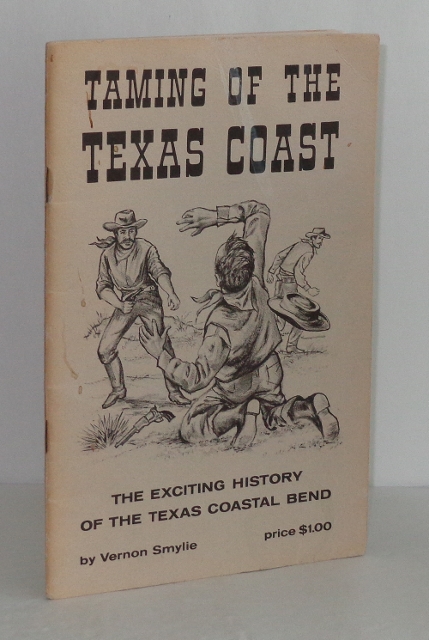 TAMING OF THE
TEXAS COAST
THE EXCITING HISTORY
OF THE TEXAS COASTAL BEND
by Vernon Smylie
price $1.00